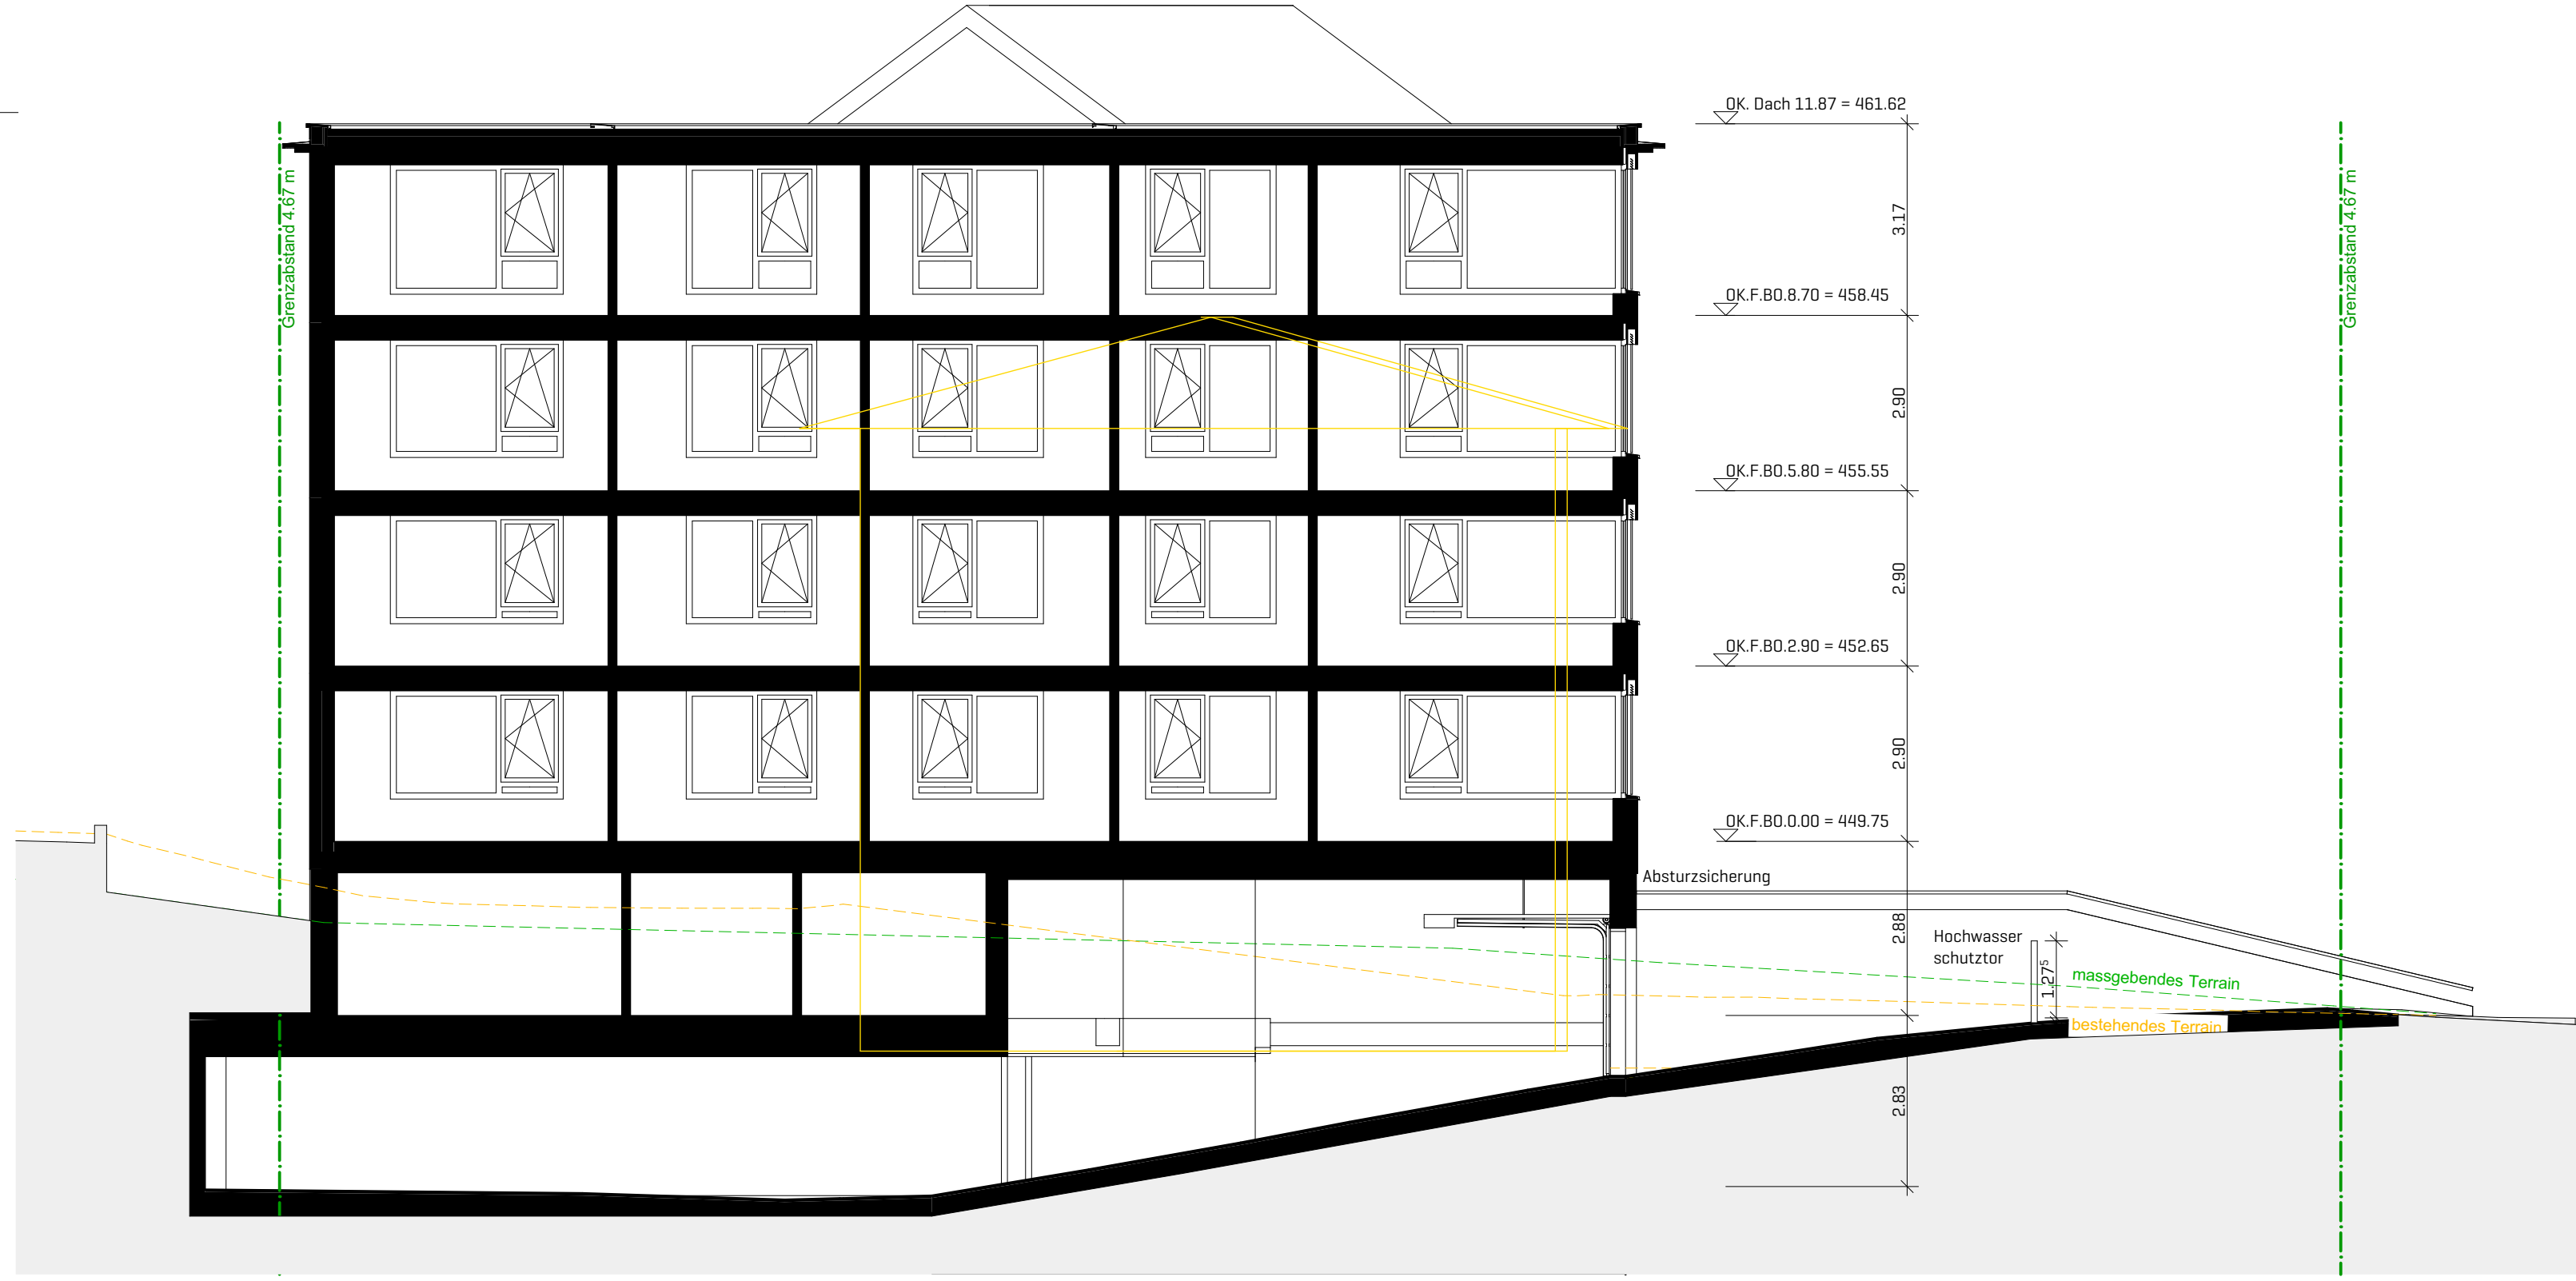 OK. Dach 11.87 = 461.62
Grenzabstand 4.67 m
Grenzabstand 4.67 m
3.17
OK.F.BO.8.70 = 458.45
2.90
OK.F.BO.5.80 = 455.55
2.90
OK.F.BO.2.90 = 452.65
2.90
OK.F.BO.0.00 = 449.75
Absturzsicherung
2.88
Hochwasser
schutztor
1.27⁵
massgebendes Terrain
bestehendes Terrain
2.83